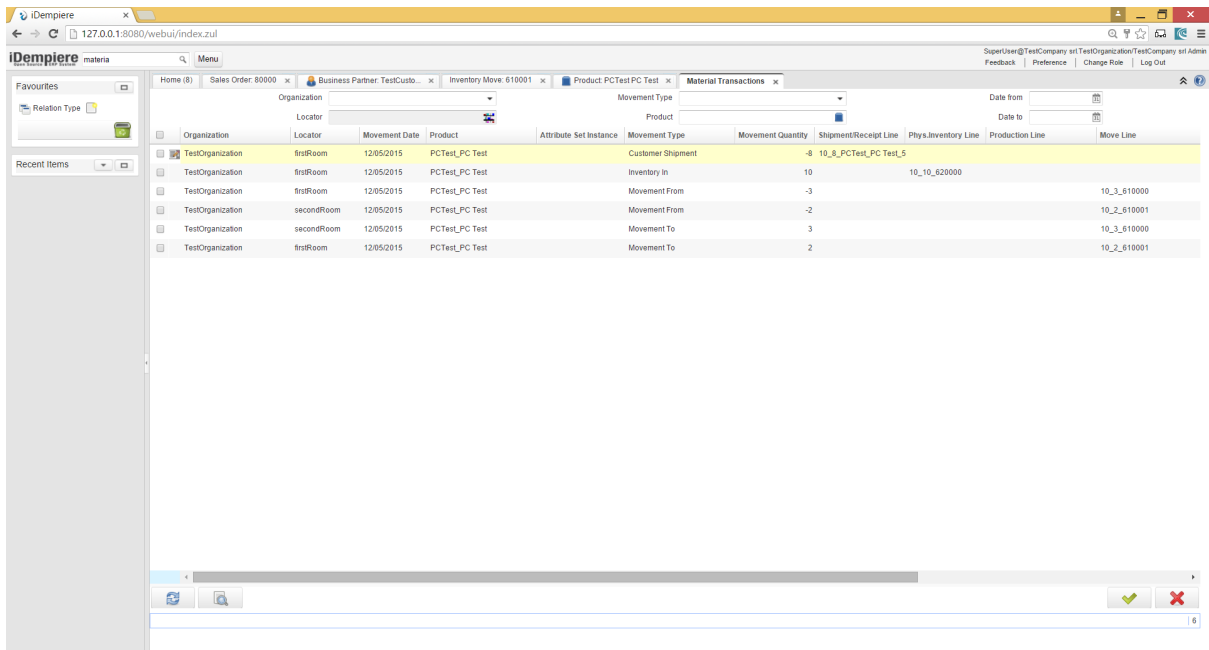 iDempiere
127.0.0.1:8080/webui/index.zul
iDempiere materia Menu
Open Source ERP System
SuperUser@TestCompany srl.TestOrganization/TestCompany srl Admin
Feedback | Preference | Change Role | Log Out
Favourites
Relation Type
Recent Items
Home (8) Sales Order: 80000 Business Partner: TestCusto... Inventory Move: 610001 Product: PCTest PC Test Material Transactions
Organization Movement Type Date from
Locator Product Date to
Organization Locator Movement Date Product Attribute Set Instance Movement Type Movement Quantity Shipment/Receipt Line Phys.Inventory Line Production Line Move Line
TestOrganization firstRoom 12/05/2015 PCTest_PC Test Customer Shipment -8 10_8_PCTest_PC Test_5
TestOrganization firstRoom 12/05/2015 PCTest_PC Test Inventory In 10 10_10_620000
TestOrganization firstRoom 12/05/2015 PCTest_PC Test Movement From -3 10_3_610000
TestOrganization secondRoom 12/05/2015 PCTest_PC Test Movement From -2 10_2_610001
TestOrganization secondRoom 12/05/2015 PCTest_PC Test Movement To 3 10_3_610000
TestOrganization firstRoom 12/05/2015 PCTest_PC Test Movement To 2 10_2_610001
6